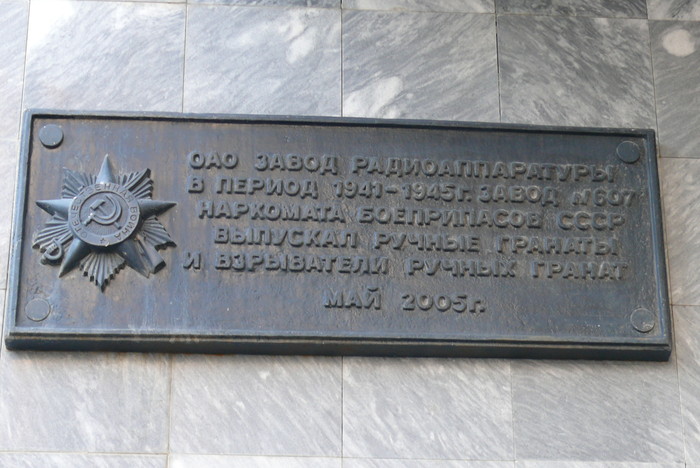 ОАО ЗАВОД РАДИОАППАРАТУРЫ
В ПЕРИОД 1941-1945г. ЗАВОД №607
НАРКОМАТА БОЕПРИПАСОВ СССР
ВЫПУСКАЛ РУЧНЫЕ ГРАНАТЫ
И ВЗРЫВАТЕЛИ РУЧНЫХ ГРАНАТ
МАЙ 2005г.